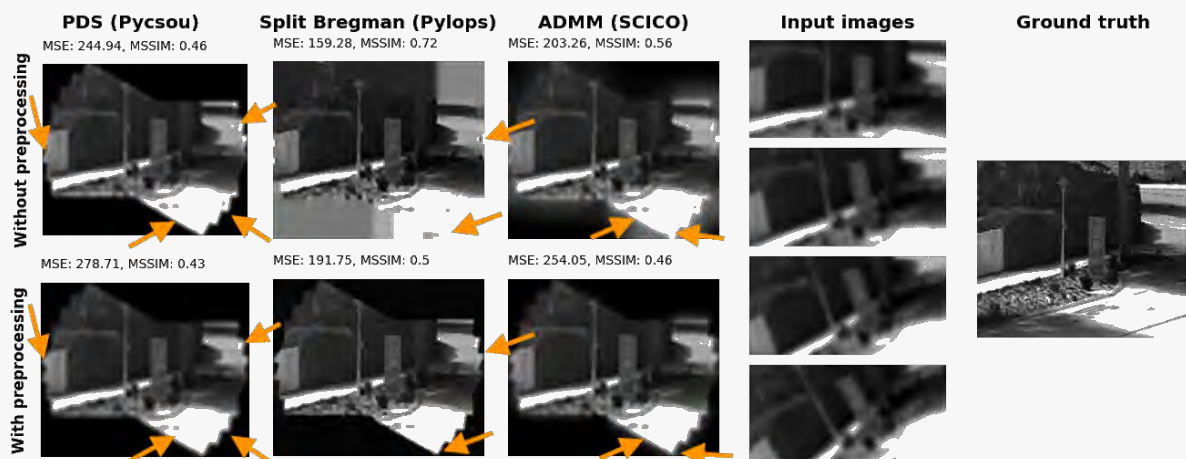 PDS (Pycsou)
Split Bregman (Pylops)
ADMM (SCICO)
Input images
Ground truth
MSE: 244.94, MSSIM: 0.46
MSE: 159.28, MSSIM: 0.72
MSE: 203.26, MSSIM: 0.56
Without preprocessing
MSE: 278.71, MSSIM: 0.43
MSE: 191.75, MSSIM: 0.5
MSE: 254.05, MSSIM: 0.46
With preprocessing